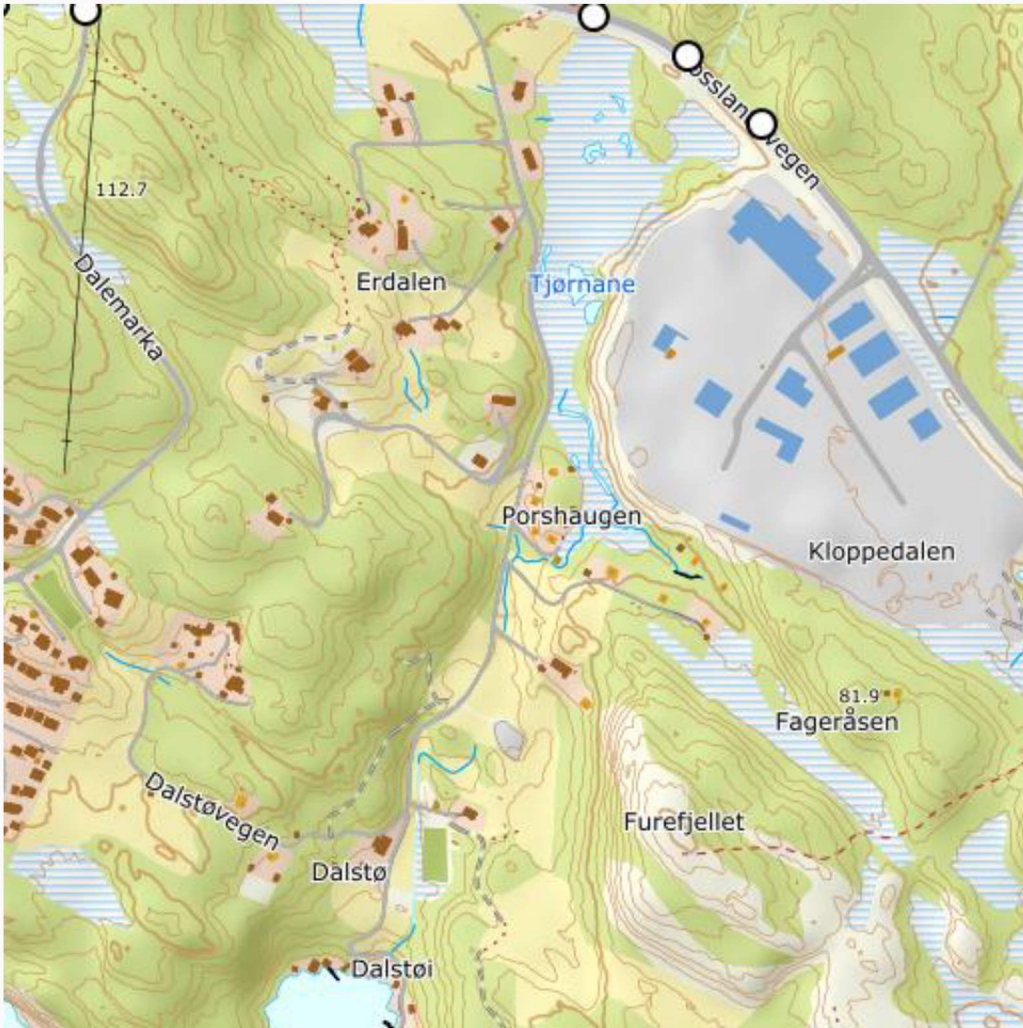 112.7
Dalemarka
Erdalen
Tjørnane
Porshaugen
Kloppedalen
81.9
Fageråsen
Dalstøvegen
Furefjellet
Dalstø
Dalstøi